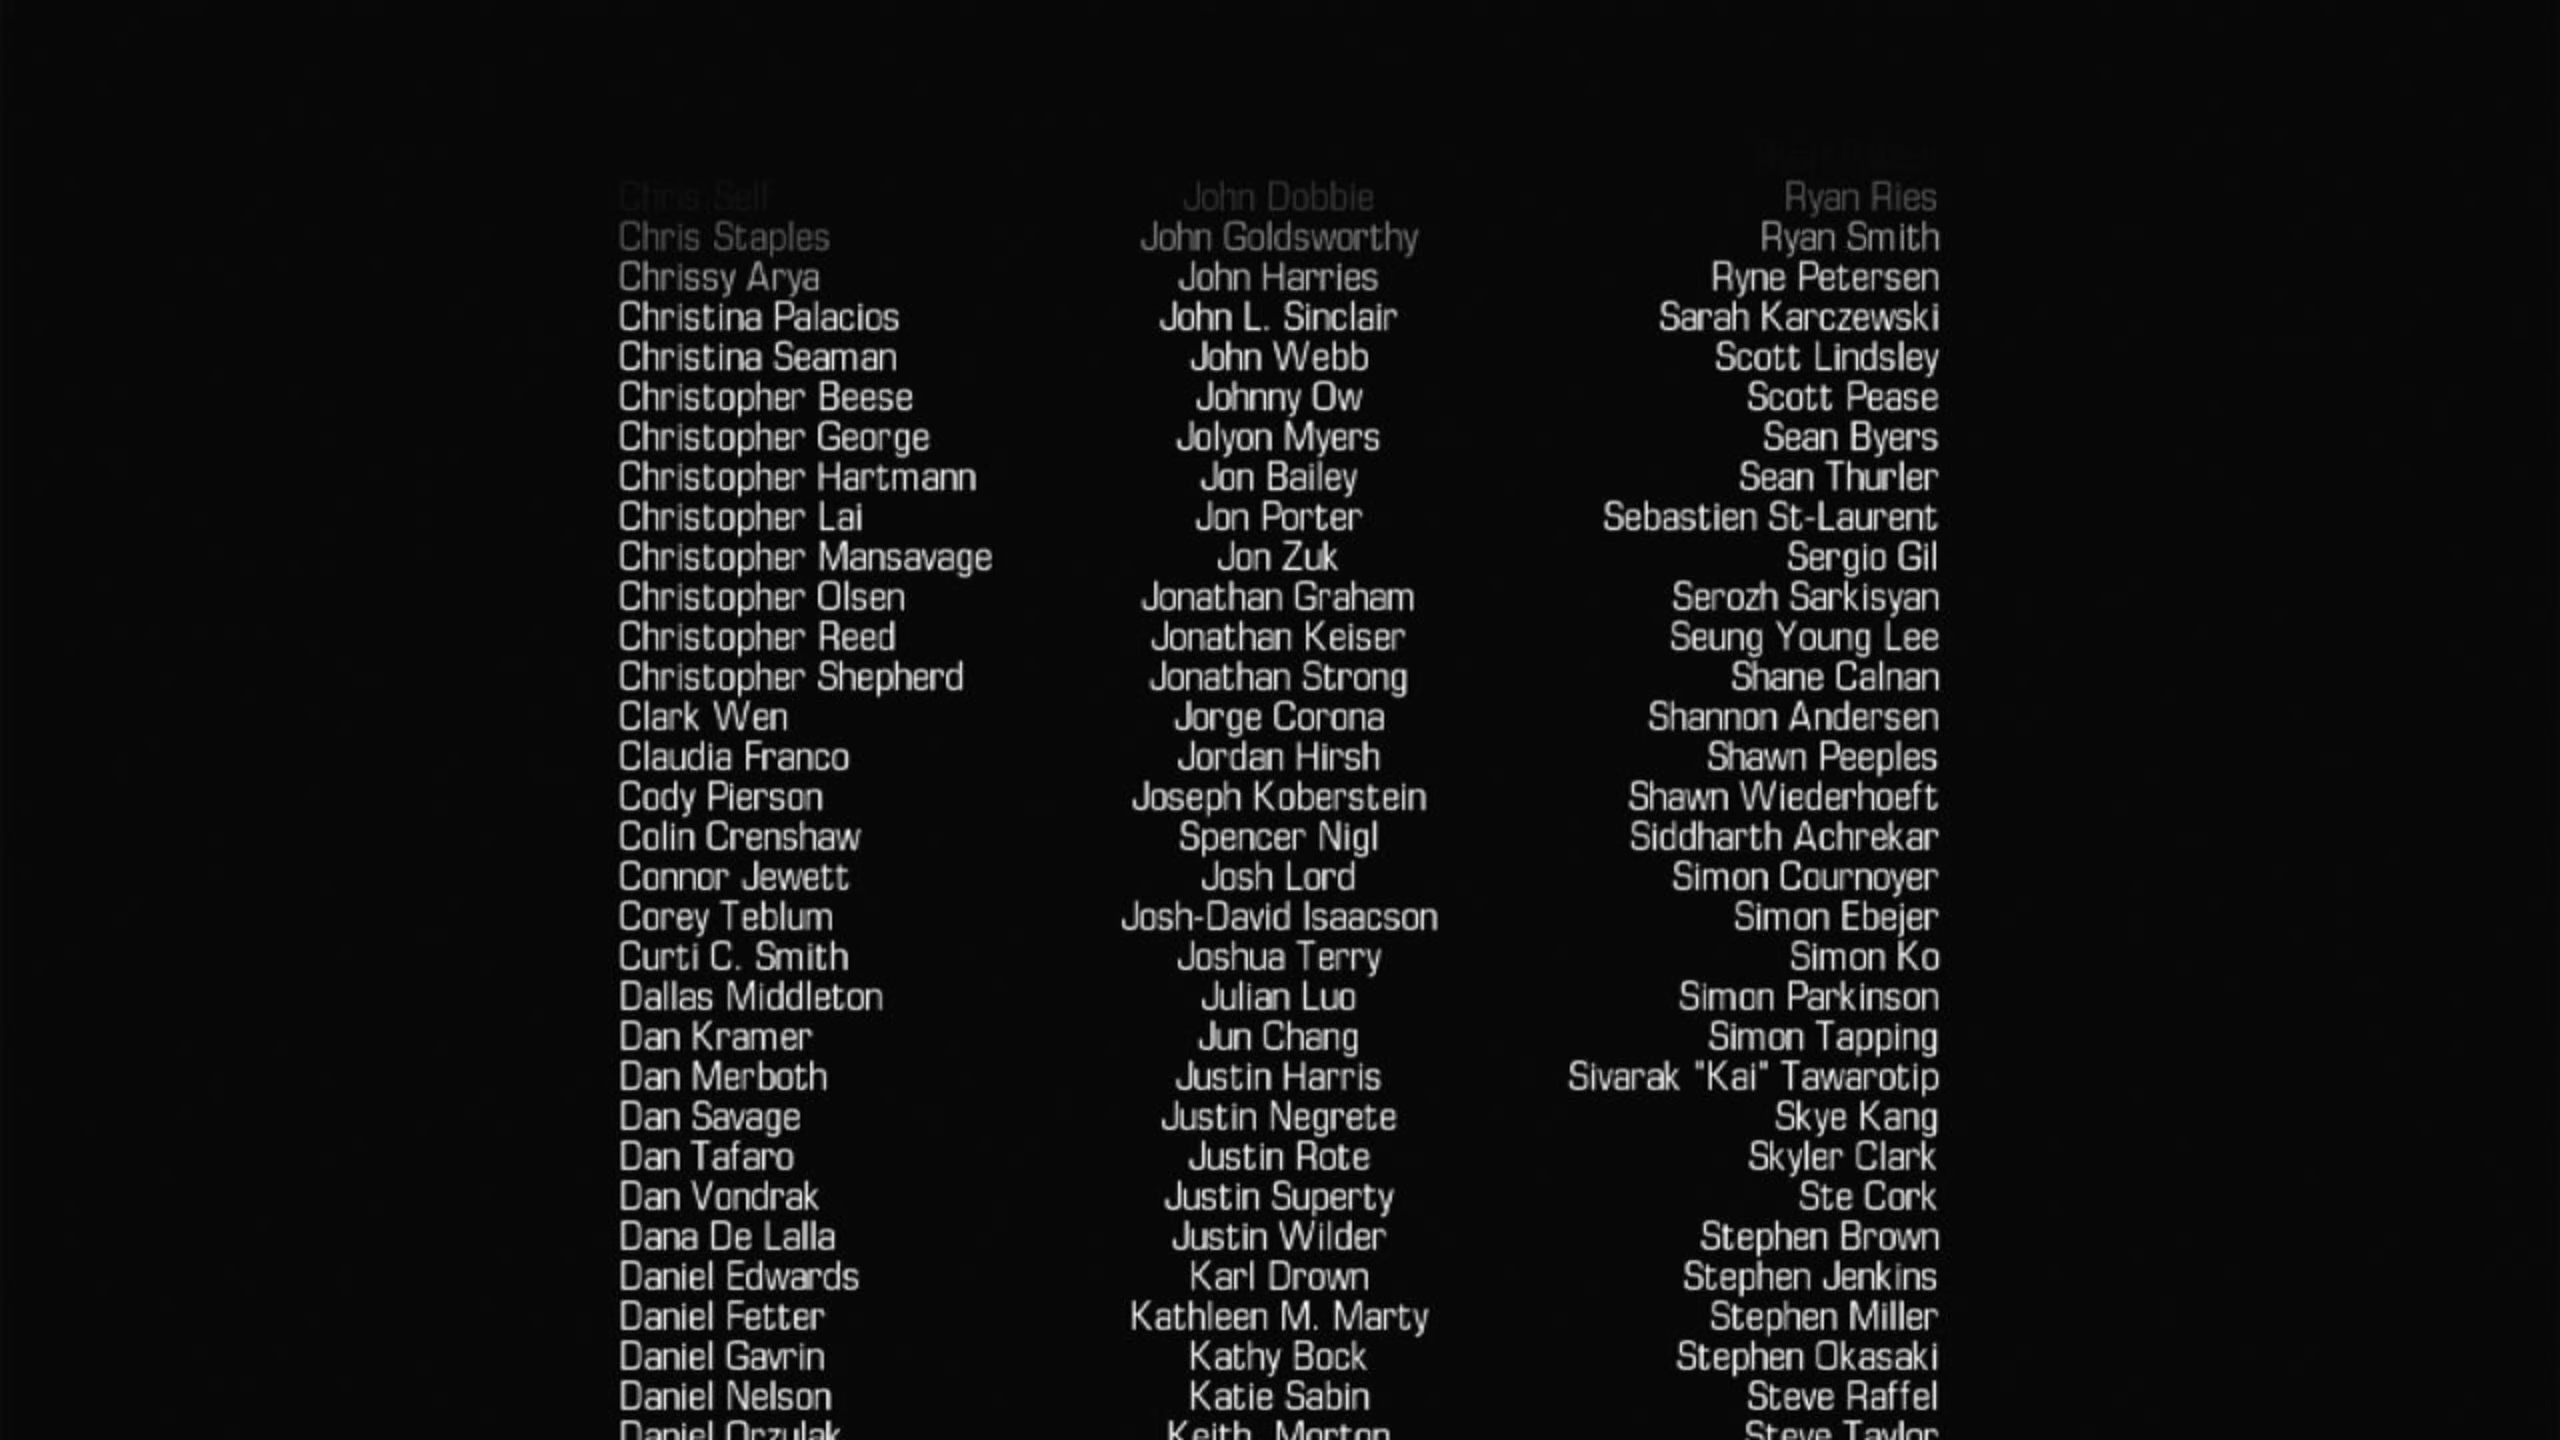 Chris Self John Dobbie Ryan Ries
Chris Staples John Goldsworthy Ryan Smith
Chrissy Arya John Harries Ryne Petersen
Christina Palacios John L. Sinclair Sarah Karczewski
Christina Seaman John Webb Scott Lindsley
Christopher Beese Johnny Ow Scott Pease
Christopher George Jolyon Myers Sean Byers
Christopher Hartmann Jon Bailey Sean Thurler
Christopher Lai Jon Porter Sebastien St-Laurent
Christopher Mansavage Jon Zuk Sergio Gil
Christopher Olsen Jonathan Graham Serozh Sarkisyan
Christopher Reed Jonathan Keiser Seung Young Lee
Christopher Shepherd Jonathan Strong Shane Calnan
Clark Wen Jorge Corona Shannon Andersen
Claudia Franco Jordan Hirsh Shawn Peeples
Cody Pierson Joseph Koberstein Shawn Wiederhoeft
Colin Crenshaw Spencer Nigl Siddharth Achrekar
Connor Jewett Josh Lord Simon Cournoyer
Corey Teblum Josh-David Isaacson Simon Ebejer
Curti C. Smith Joshua Terry Simon Ko
Dallas Middleton Julian Luo Simon Parkinson
Dan Kramer Jun Chang Simon Tapping
Dan Merboth Justin Harris Sivarak "Kai" Tawarotip
Dan Savage Justin Negrete Skye Kang
Dan Tafaro Justin Rote Skyler Clark
Dan Vondrak Justin Superty Ste Cork
Dana De Lalla Justin Wilder Stephen Brown
Daniel Edwards Karl Drown Stephen Jenkins
Daniel Fetter Kathleen M. Marty Stephen Miller
Daniel Gavrin Kathy Bock Stephen Okasaki
Daniel Nelson Katie Sabin Steve Raffel
Daniel Orzulak Keith Morton Steve Taylor